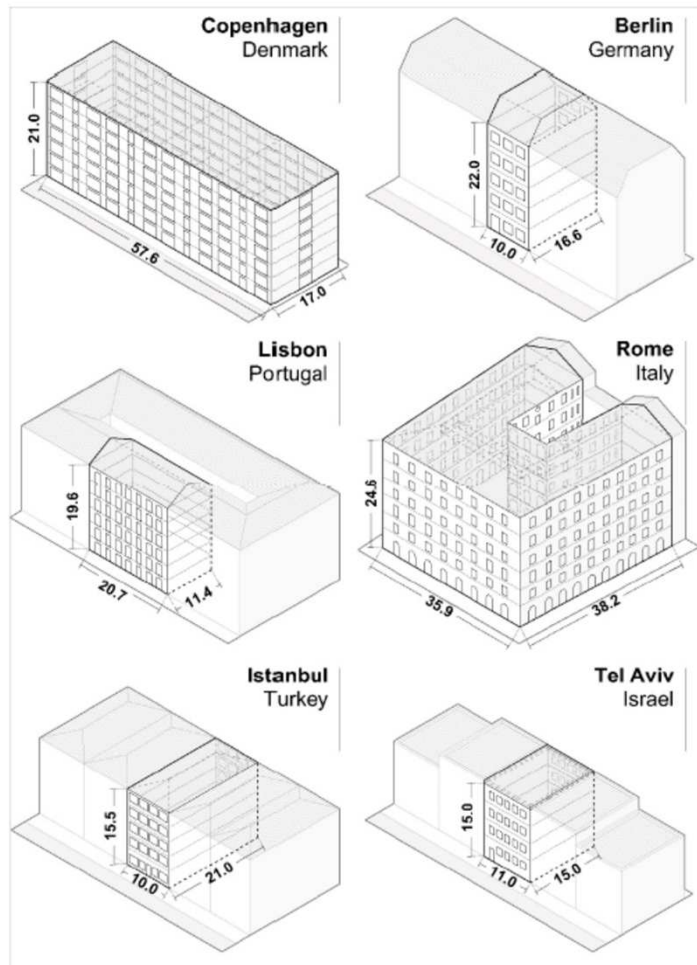 Copenhagen
Denmark
21.0
57.6
17.0
Berlin
Germany
22.0
10.0
16.6
Lisbon
Portugal
19.6
20.7
11.4
Rome
Italy
24.6
35.9
38.2
Istanbul
Turkey
15.5
10.0
21.0
Tel Aviv
Israel
15.0
11.0
15.0